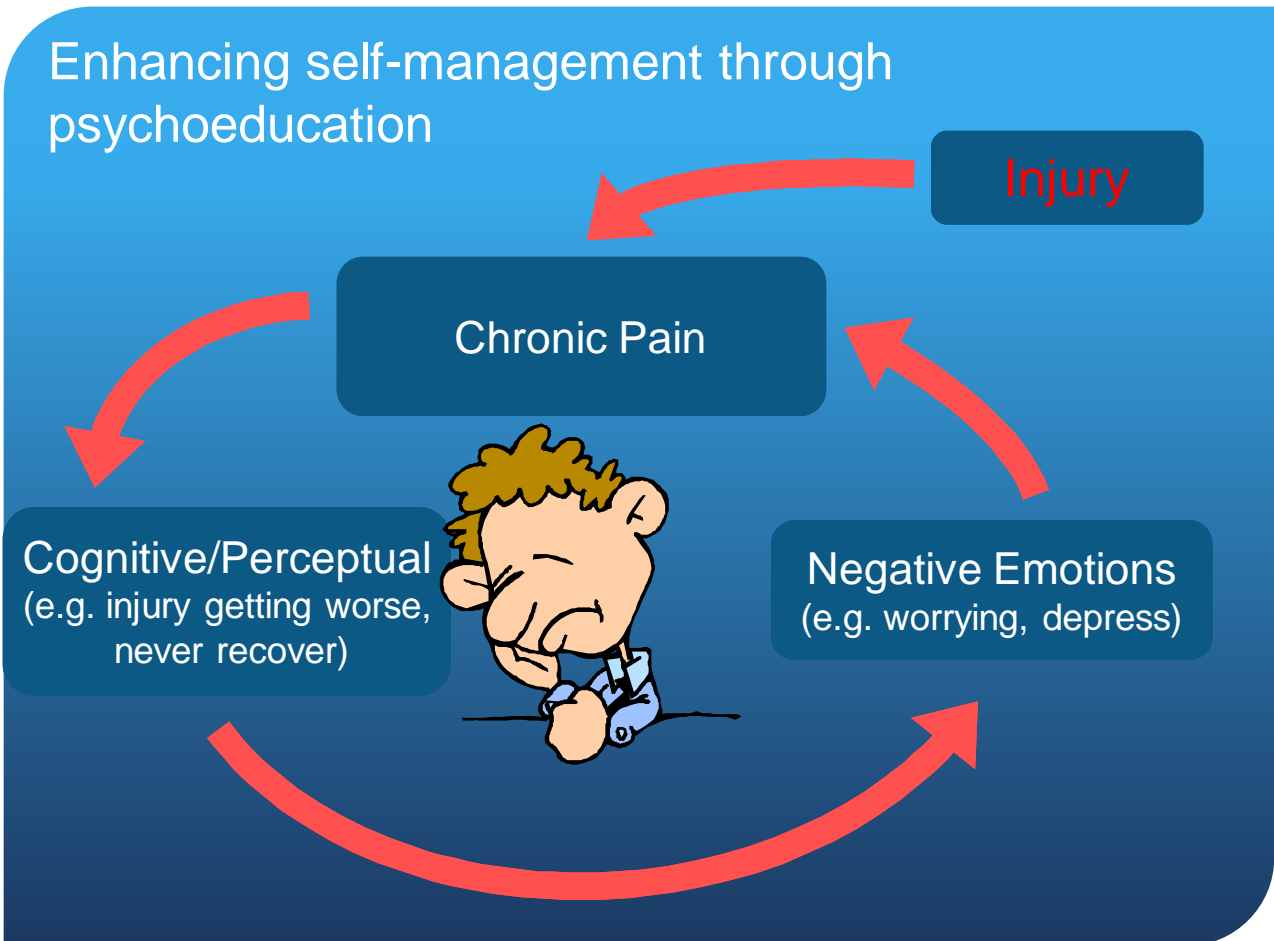 Enhancing self-management through
psychoeducation
Injury
Chronic Pain
Cognitive/Perceptual
(e.g. injury getting worse,
never recover)
Negative Emotions
(e.g. worrying, depress)